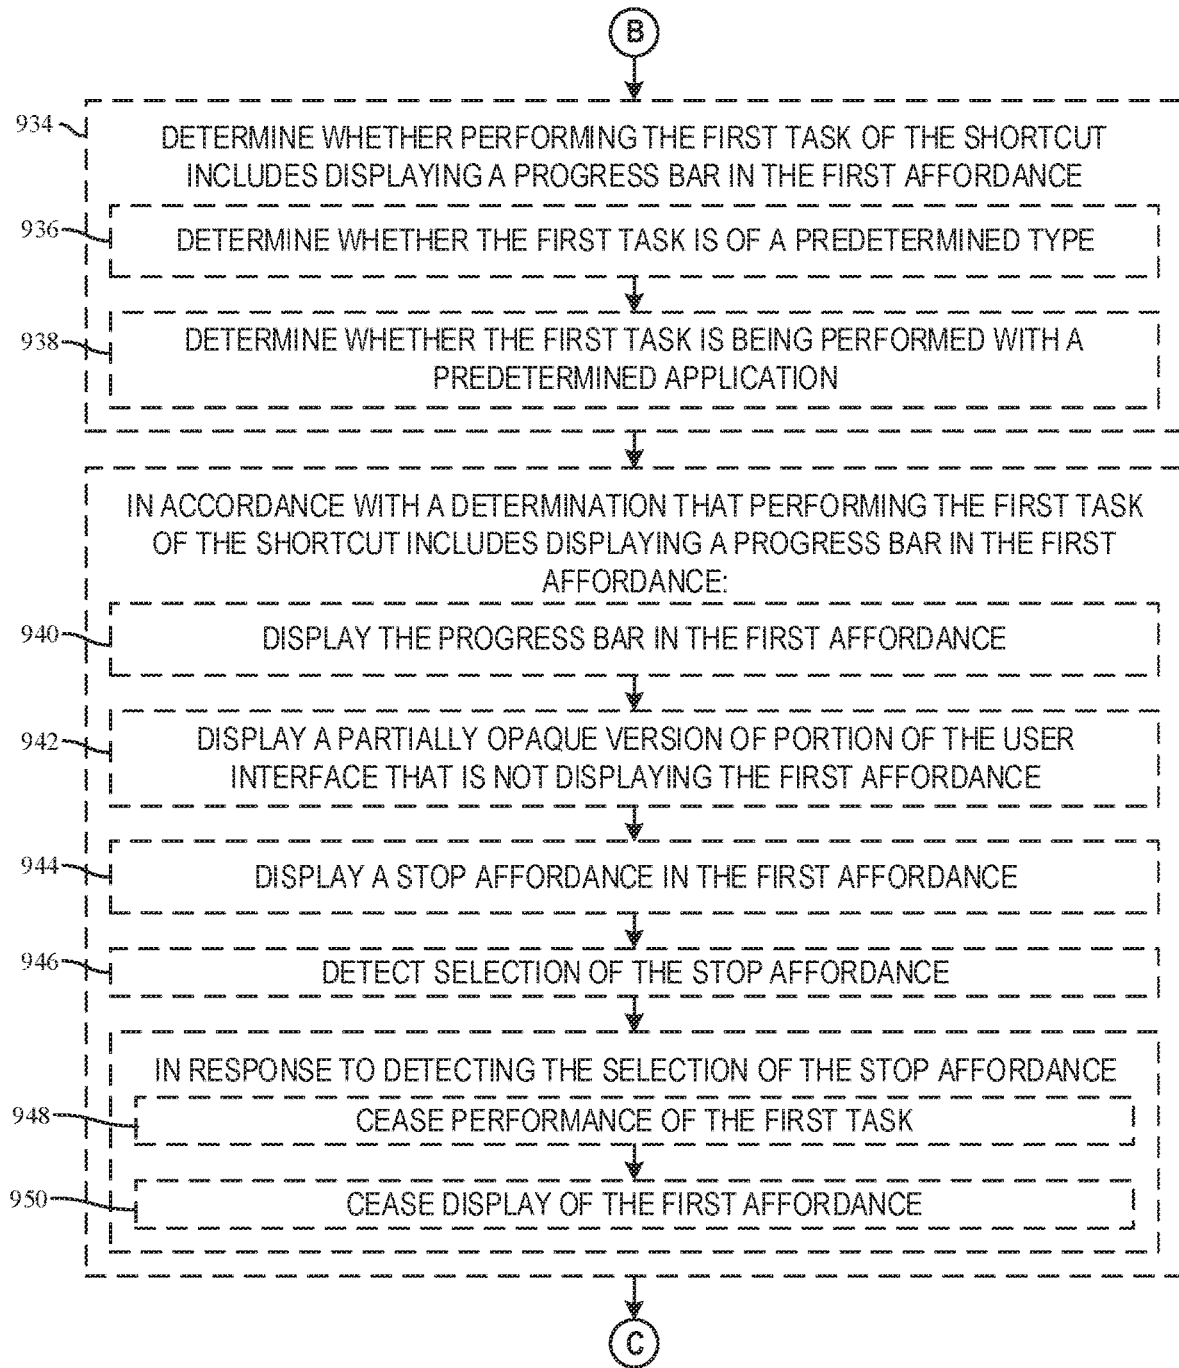 B
934
DETERMINE WHETHER PERFORMING THE FIRST TASK OF THE SHORTCUT
INCLUDES DISPLAYING A PROGRESS BAR IN THE FIRST AFFORDANCE
936
DETERMINE WHETHER THE FIRST TASK IS OF A PREDETERMINED TYPE
938
DETERMINE WHETHER THE FIRST TASK IS BEING PERFORMED WITH A
PREDETERMINED APPLICATION
IN ACCORDANCE WITH A DETERMINATION THAT PERFORMING THE FIRST TASK
OF THE SHORTCUT INCLUDES DISPLAYING A PROGRESS BAR IN THE FIRST
AFFORDANCE:
940
DISPLAY THE PROGRESS BAR IN THE FIRST AFFORDANCE
942
DISPLAY A PARTIALLY OPAQUE VERSION OF PORTION OF THE USER
INTERFACE THAT IS NOT DISPLAYING THE FIRST AFFORDANCE
944
DISPLAY A STOP AFFORDANCE IN THE FIRST AFFORDANCE
946
DETECT SELECTION OF THE STOP AFFORDANCE
IN RESPONSE TO DETECTING THE SELECTION OF THE STOP AFFORDANCE
948
CEASE PERFORMANCE OF THE FIRST TASK
950
CEASE DISPLAY OF THE FIRST AFFORDANCE
C